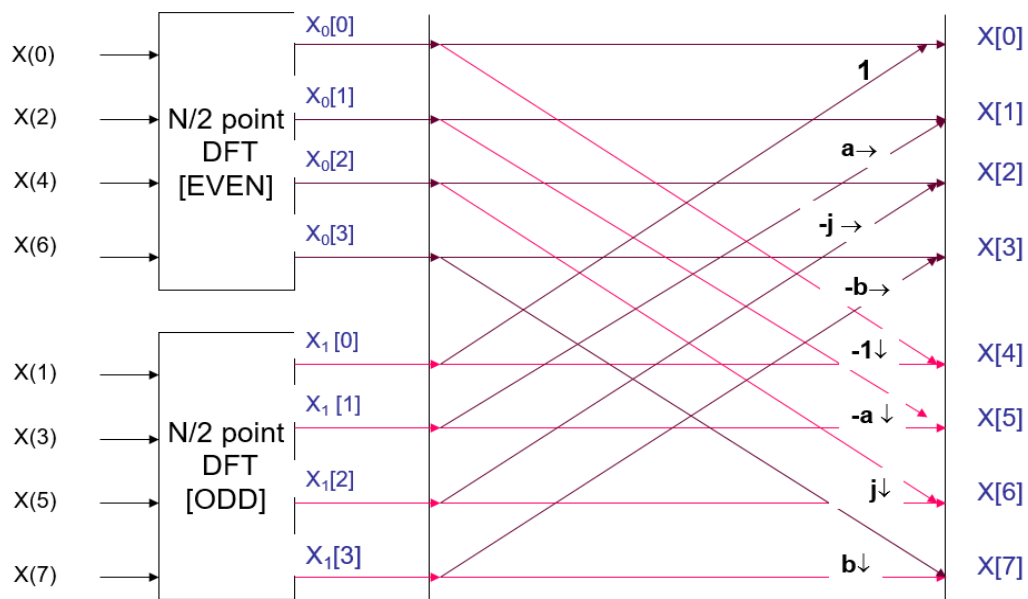 X(0)
X(2)
X(4)
X(6)
N/2 point
DFT
[EVEN]
X₀[0]
X₀[1]
X₀[2]
X₀[3]
X(1)
X(3)
X(5)
X(7)
N/2 point
DFT
[ODD]
X₁ [0]
X₁ [1]
X₁[2]
X₁[3]
1
a→
-j →
-b→
-1↓
-a ↓
j↓
b↓
X[0]
X[1]
X[2]
X[3]
X[4]
X[5]
X[6]
X[7]